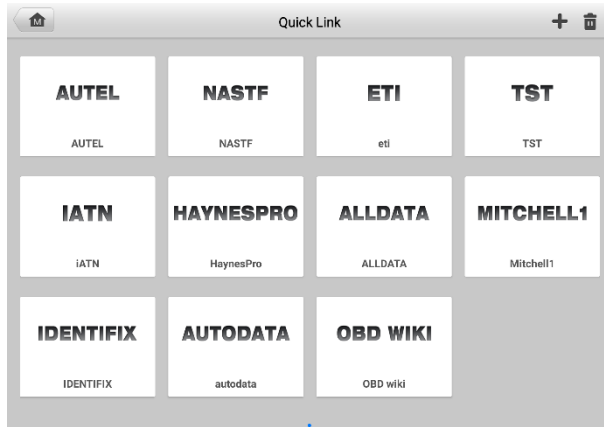 M
Quick Link
AUTEL
AUTEL
NASTF
NASTF
ETI
eti
TST
TST
IATN
iATN
HAYNESPRO
HaynesPro
ALLDATA
ALLDATA
MITCHELL1
Mitchell1
IDENTIFIX
IDENTIFIX
AUTODATA
autodata
OBD WIKI
OBD wiki